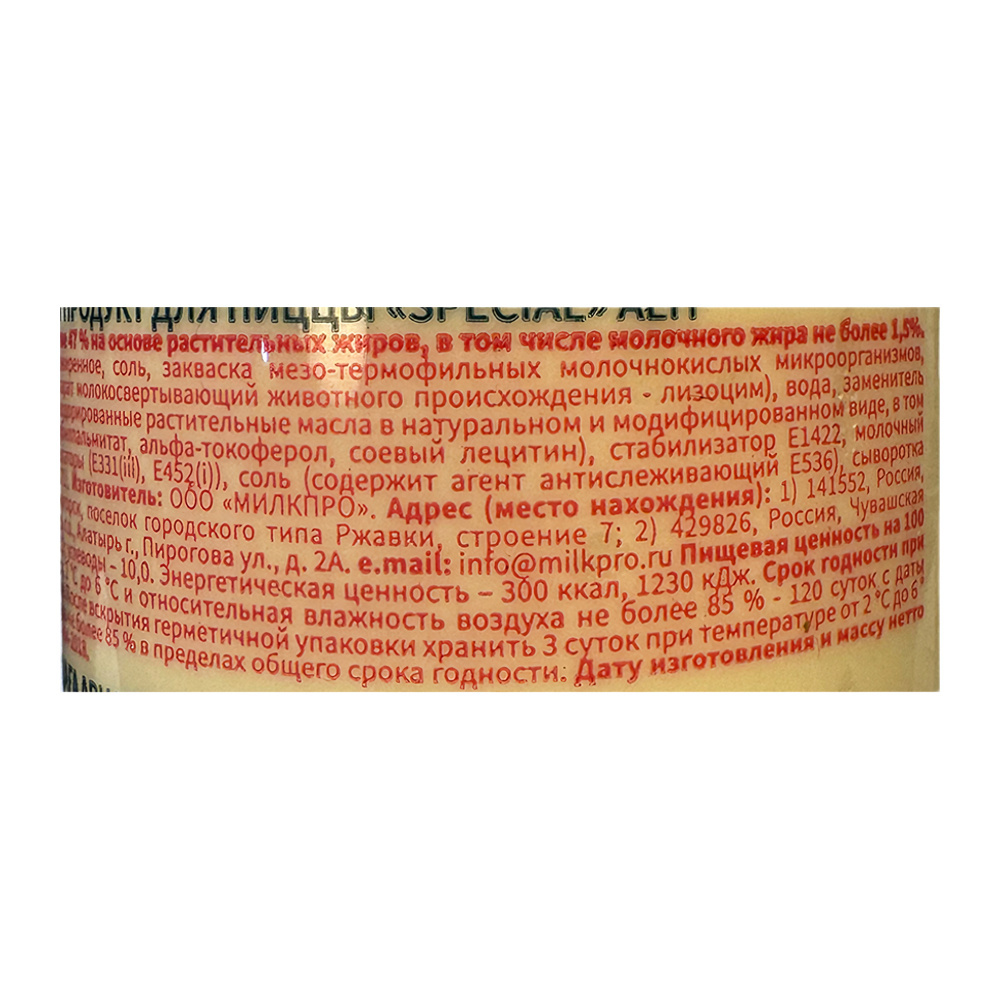 ПРОДУКТ ДЛЯ ПИЦЦЫ «SPECIAL»
47 % на основе растительных жиров, в том числе молочного жира не более 1,5%.
соль, закваска мезо-термофильных молочнокислых микроорганизмов,
молокосвертывающий животного происхождения - лизоцим), вода, заменитель
растительные масла в натуральном и модифицированном виде, в том
альфа-токоферол, соевый лецитин), стабилизатор Е1422, молочный
(Е331(iii), Е452(i)), соль (содержит агент антислеживающий Е536), сыворотка
Изготовитель: ООО «МИЛКПРО». Адрес (место нахождения): 1) 141552, Россия,
поселок городского типа Ржавки, строение 7; 2) 429826, Россия, Чувашская
Алатырь г., Пирогова ул., д. 2А. e.mail: info@milkpro.ru Пищевая ценность на 100
- 10,0. Энергетическая ценность – 300 ккал, 1230 кДж. Срок годности при
°С до 6 °С и относительная влажность воздуха не более 85 % - 120 суток с даты
После вскрытия герметичной упаковки хранить 3 суток при температуре от 2 °С до 6°
более 85 % в пределах общего срока годности. Дату изготовления и массу нетто